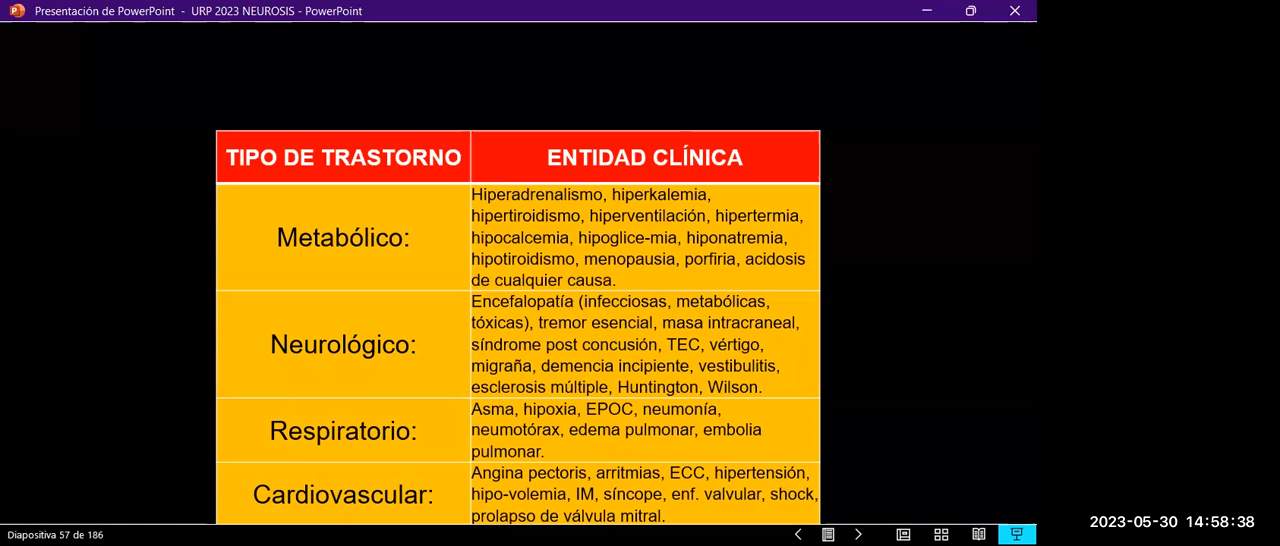 Presentación de PowerPoint - URP 2023 NEUROSIS - PowerPoint
TIPO DE TRASTORNO
ENTIDAD CLÍNICA
Metabólico:
Hiperadrenalismo, hiperkalemia,
hipertiroidismo, hiperventilación, hipertermia,
hipocalcemia, hipoglice-mia, hiponatremia,
hipotiroidismo, menopausia, porfiria, acidosis
de cualquier causa.
Neurológico:
Encefalopatía (infecciosas, metabólicas,
tóxicas), tremor esencial, masa intracraneal,
síndrome post concusión, TEC, vértigo,
migraña, demencia incipiente, vestibulitis,
esclerosis múltiple, Huntington, Wilson.
Respiratorio:
Asma, hipoxia, EPOC, neumonía,
neumotórax, edema pulmonar, embolia
pulmonar.
Cardiovascular:
Angina pectoris, arritmias, ECC, hipertensión,
hipo-volemia, IM, síncope, enf. valvular, shock,
prolapso de válvula mitral.
Diapositiva 57 de 186
2023-05-30 14:58:38